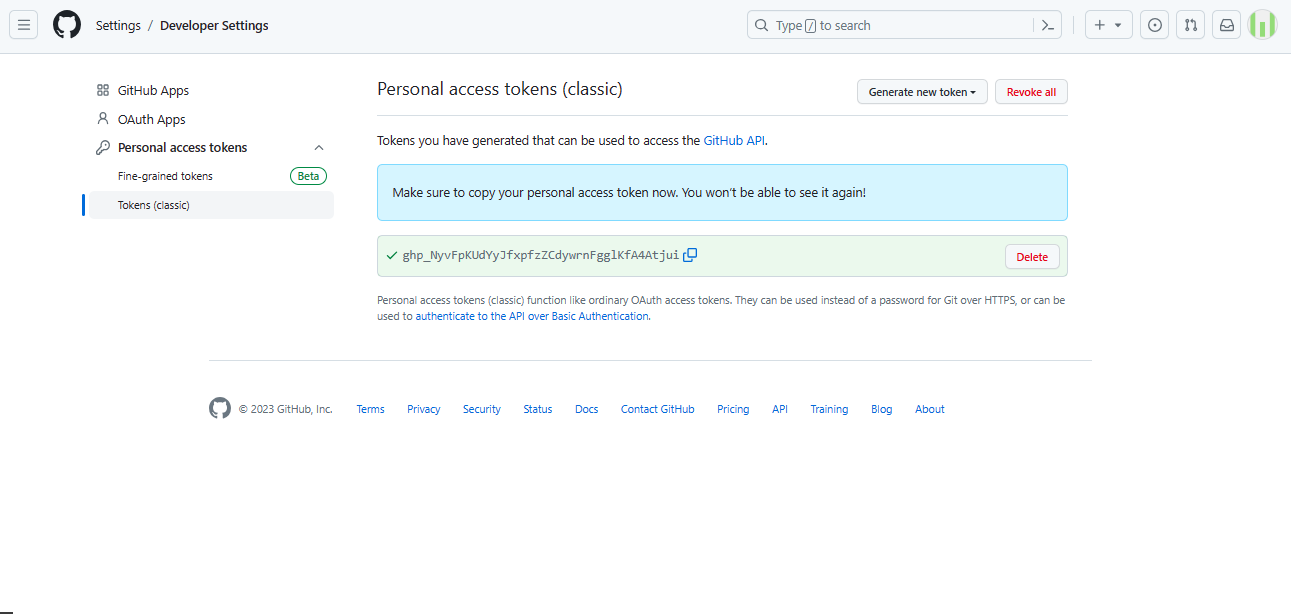 Settings / Developer Settings
Type / to search
GitHub Apps
OAuth Apps
Personal access tokens
Fine-grained tokens Beta
Tokens (classic)
Personal access tokens (classic)
Generate new token
Revoke all
Tokens you have generated that can be used to access the GitHub API.
Make sure to copy your personal access token now. You won't be able to see it again!
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
Delete
Personal access tokens (classic) function like ordinary OAuth access tokens. They can be used instead of a password for Git over HTTPS, or can be
used to authenticate to the API over Basic Authentication.
© 2023 GitHub, Inc. Terms Privacy Security Status Docs Contact GitHub Pricing API Training Blog About